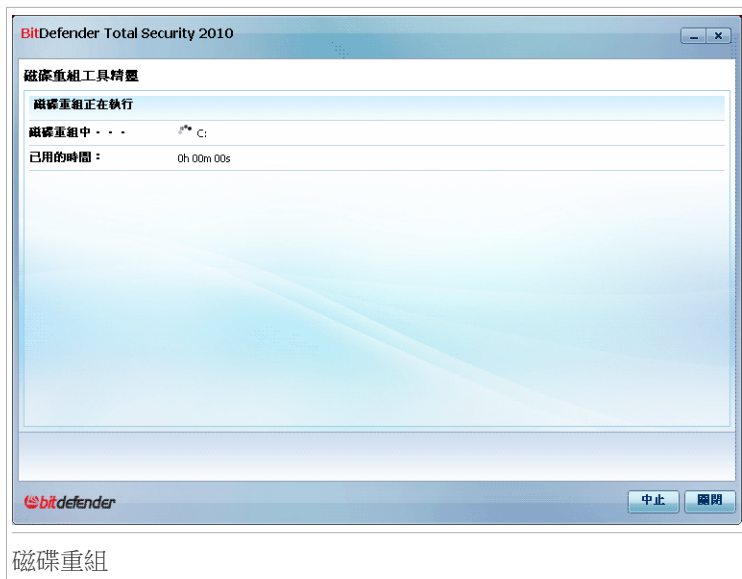 BitDefender Total Security 2010
磁碟重組工具精靈
磁碟重組正在執行
磁碟重組中・・・ C:
已用的時間： 0h 00m 00s
bitdefender
中止 關閉
磁碟重組